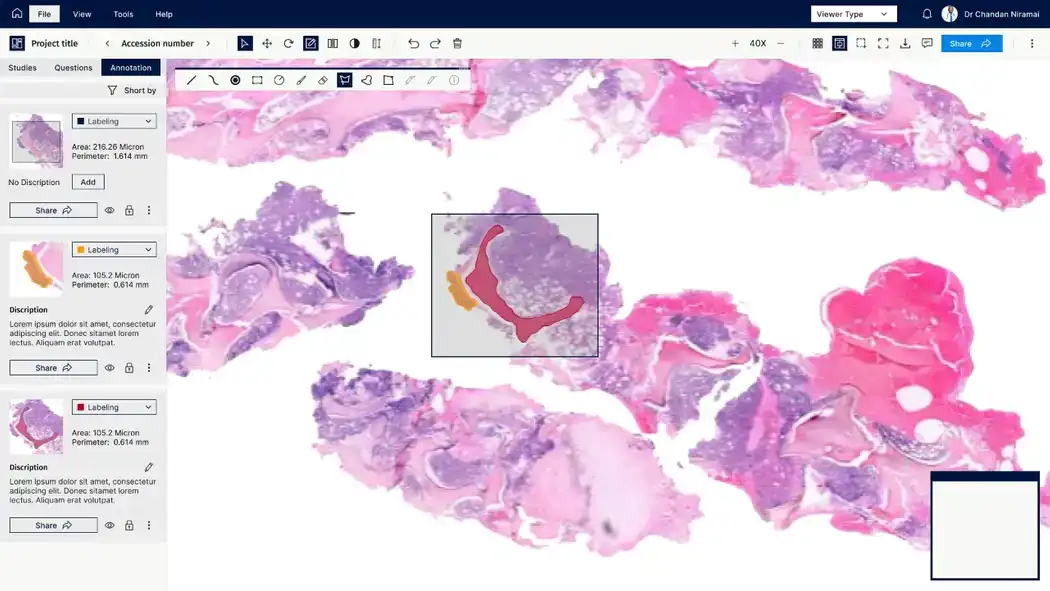 File View Tools Help
Viewer Type
Dr Chandan Niramai
Project title
Accession number
40X
Share
Studies Questions Annotation
Short by
Labeling
Area: 216.26 Micron
Perimeter: 1.614 mm
No Discription Add
Share
Labeling
Area: 105.2 Micron
Perimeter: 0.614 mm
Discription
Lorem ipsum dolor sit amet, consectetur
adipiscing elit. Donec sitamet lorem
lectus. Aliquam erat volutpat.
Share
Labeling
Area: 105.2 Micron
Perimeter: 0.614 mm
Discription
Lorem ipsum dolor sit amet, consectetur
adipiscing elit. Donec sitamet lorem
lectus. Aliquam erat volutpat.
Share